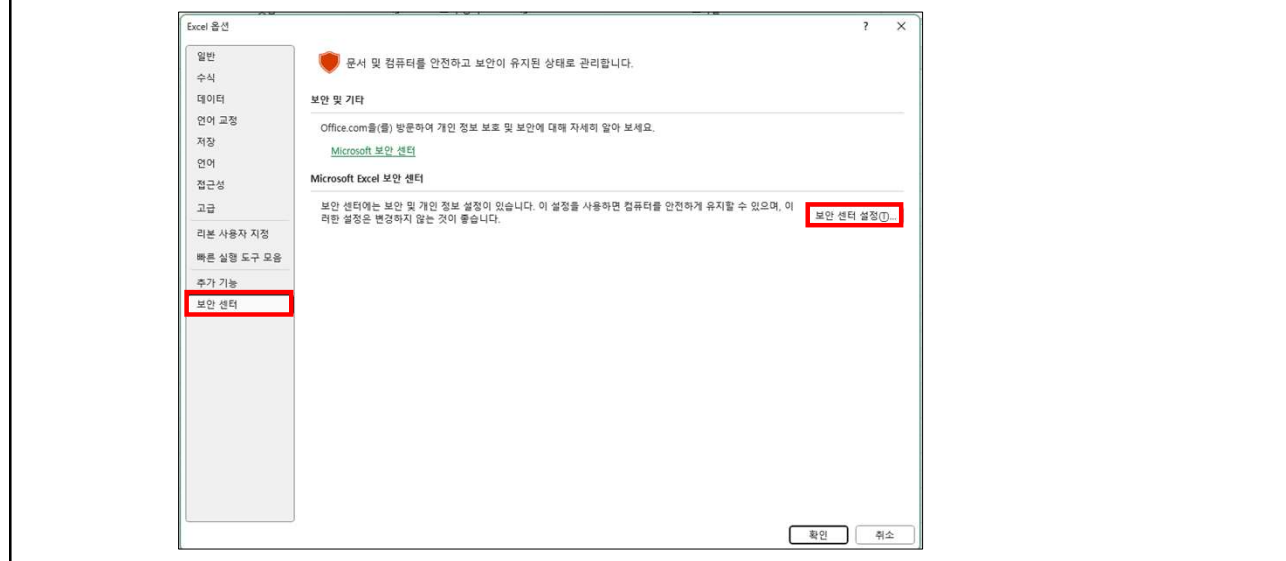 Excel 옵션
? ×
일반
수식
데이터
언어 교정
저장
언어
접근성
고급
리본 사용자 지정
빠른 실행 도구 모음
추가 기능
보안 센터
문서 및 컴퓨터를 안전하고 보안이 유지된 상태로 관리합니다.
보안 및 기타
Office.com을(를) 방문하여 개인 정보 보호 및 보안에 대해 자세히 알아 보세요.
Microsoft 보안 센터
Microsoft Excel 보안 센터
보안 센터에는 보안 및 개인 정보 설정이 있습니다. 이 설정을 사용하면 컴퓨터를 안전하게 유지할 수 있으며, 이
러한 설정은 변경하지 않는 것이 좋습니다.
보안 센터 설정(T)...
확인
취소